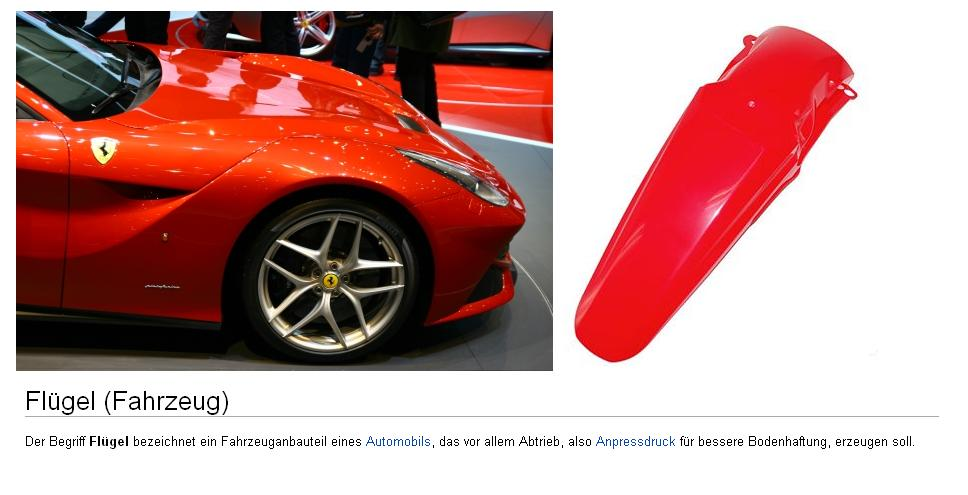 Flügel (Fahrzeug)
Der Begriff Flügel bezeichnet ein Fahrzeuganbauteil eines Automobils, das vor allem Abtrieb, also Anpressdruck für bessere Bodenhaftung, erzeugen soll.